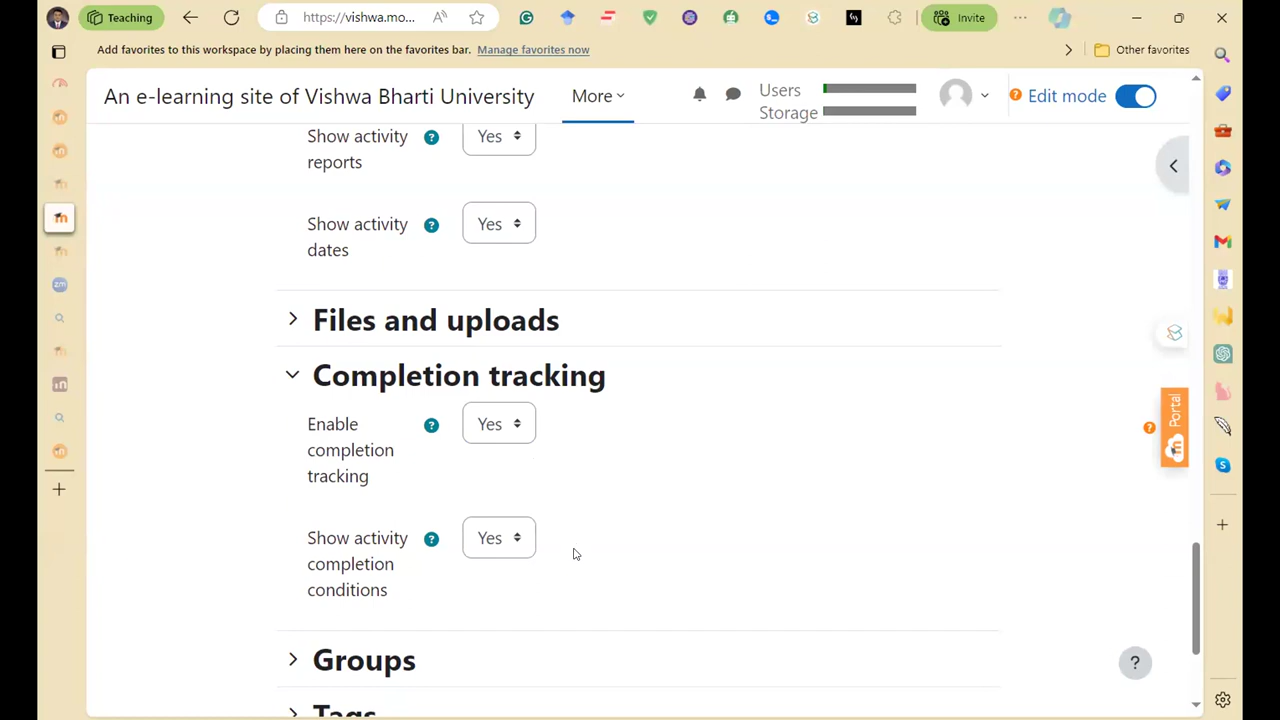 Teaching
https://vishwa.mo...
Invite
Add favorites to this workspace by placing them here on the favorites bar. Manage favorites now
Other favorites
An e-learning site of Vishwa Bharti University
More
Users
Storage
Edit mode
Show activity
reports
Yes
Show activity
dates
Yes
Files and uploads
Completion tracking
Enable
completion
tracking
Yes
Show activity
completion
conditions
Yes
Portal
Groups
Tags